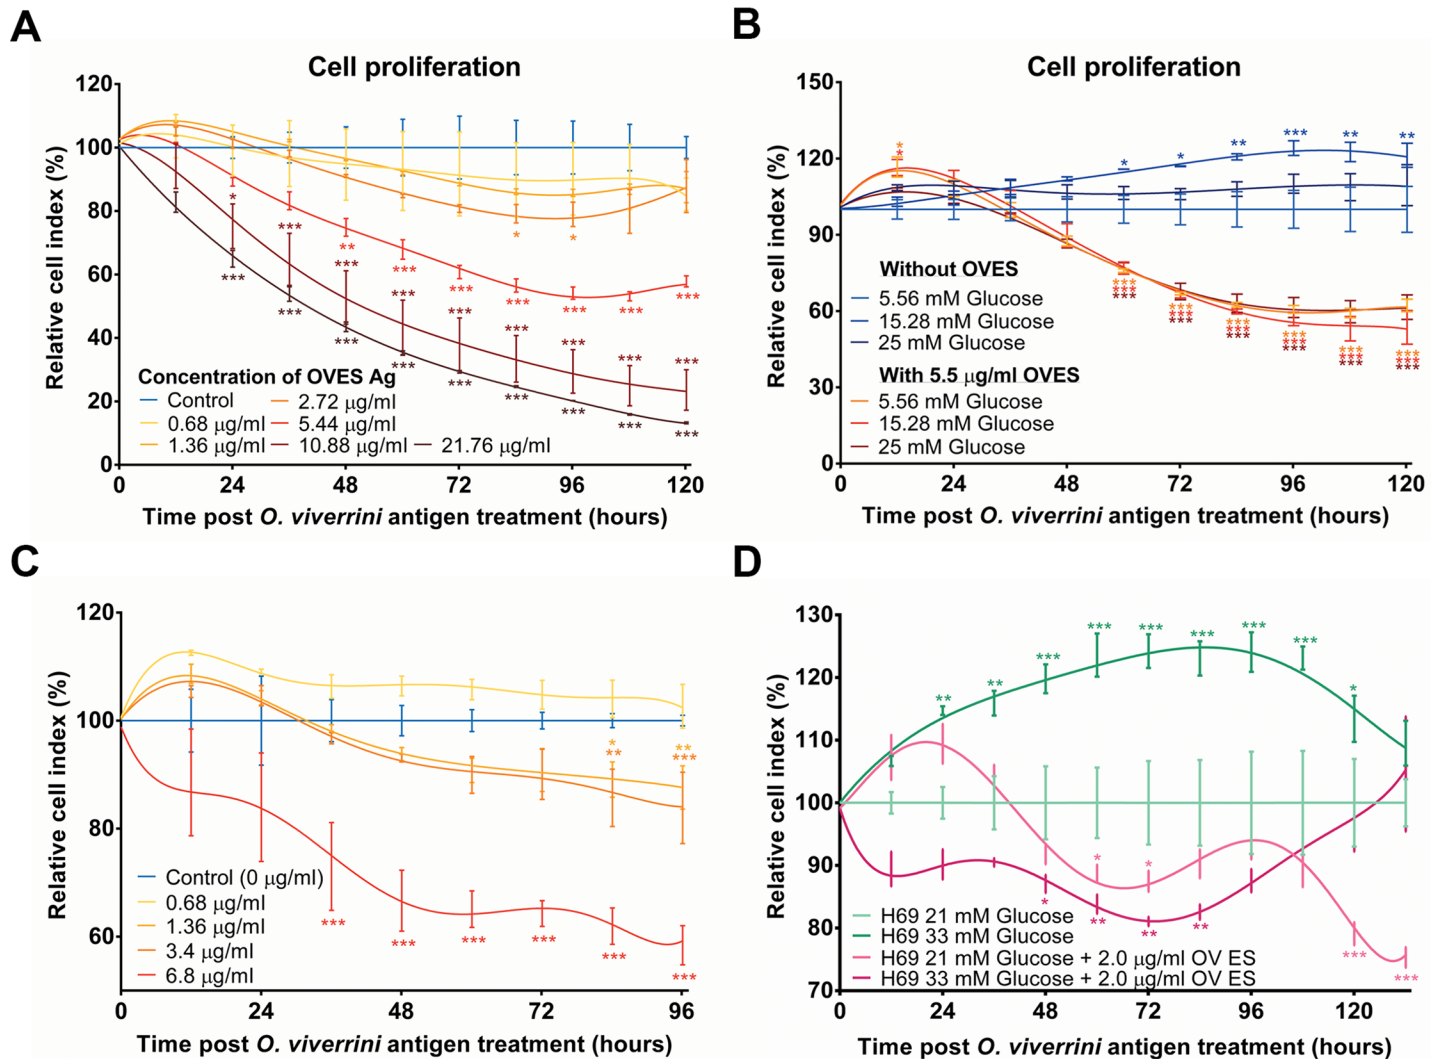 A
Cell proliferation
Relative cell index (%)
120
100
80
60
40
20
0
* *
* *** ** *** *** *** *** *** *** ***
*** *** *** *** *** *** *** *** ***
*** *** *** *** *** ***
Concentration of OVES Ag
Control
2.72 µg/ml
0.68 µg/ml
5.44 µg/ml
1.36 µg/ml
10.88 µg/ml
21.76 µg/ml
0 24 48 72 96 120
Time post O. viverrini antigen treatment (hours)
B
Cell proliferation
Relative cell index (%)
150
120
90
60
30
0
*
*
* * ** *** ** **
*** *** *** *** *** ***
*** *** *** *** *** ***
*** *** *** *** *** ***
Without OVES
5.56 mM Glucose
15.28 mM Glucose
25 mM Glucose
With 5.5 µg/ml OVES
5.56 mM Glucose
15.28 mM Glucose
25 mM Glucose
0 24 48 72 96 120
Time post O. viverrini antigen treatment (hours)
C
Relative cell index (%)
120
100
80
60
* **
** ***
*** *** *** *** *** ***
Control (0 µg/ml)
0.68 µg/ml
1.36 µg/ml
3.4 µg/ml
6.8 µg/ml
0 24 48 72 96
Time post O. viverrini antigen treatment (hours)
D
Relative cell index (%)
130
120
110
100
90
80
70
** ** *** *** *** *** *** *** *
* *
* ** ** **
*** ***
H69 21 mM Glucose
H69 33 mM Glucose
H69 21 mM Glucose + 2.0 µg/ml OV ES
H69 33 mM Glucose + 2.0 µg/ml OV ES
0 24 48 72 96 120
Time post O. viverrini antigen treatment (hours)